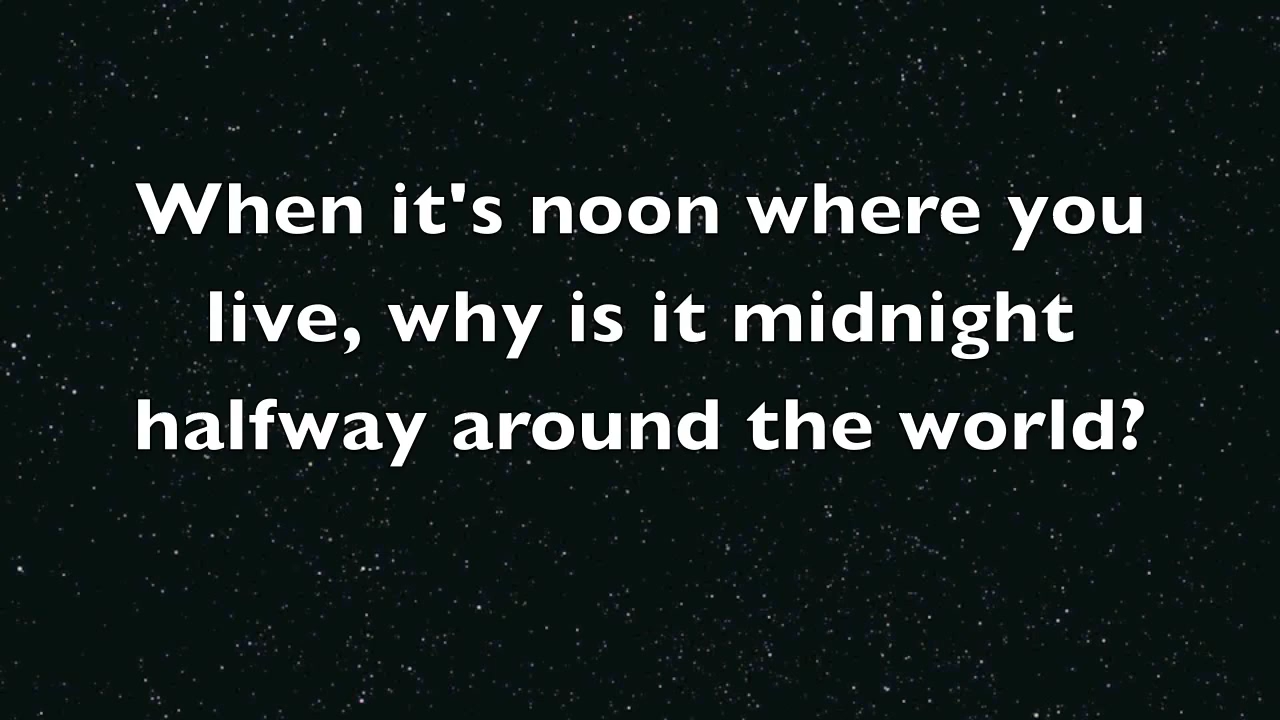 When it's noon where you
live, why is it midnight
halfway around the world?